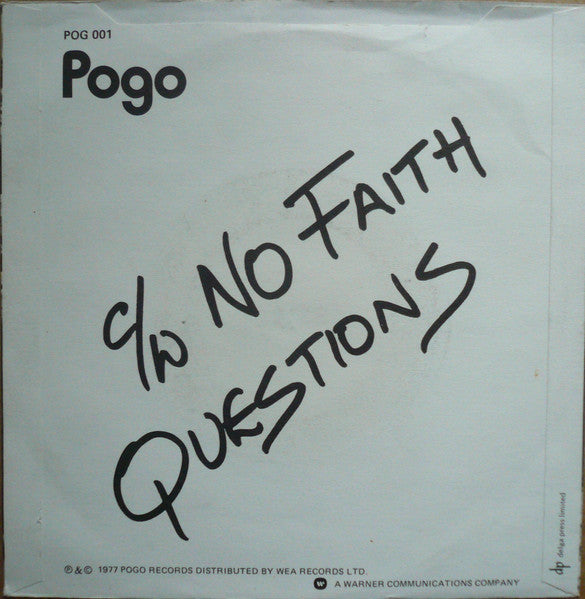 POG 001
Pogo
c/w NO FAITH
QUESTIONS
℗ & © 1977 POGO RECORDS DISTRIBUTED BY WEA RECORDS LTD.
W A WARNER COMMUNICATIONS COMPANY
dp delga press limited